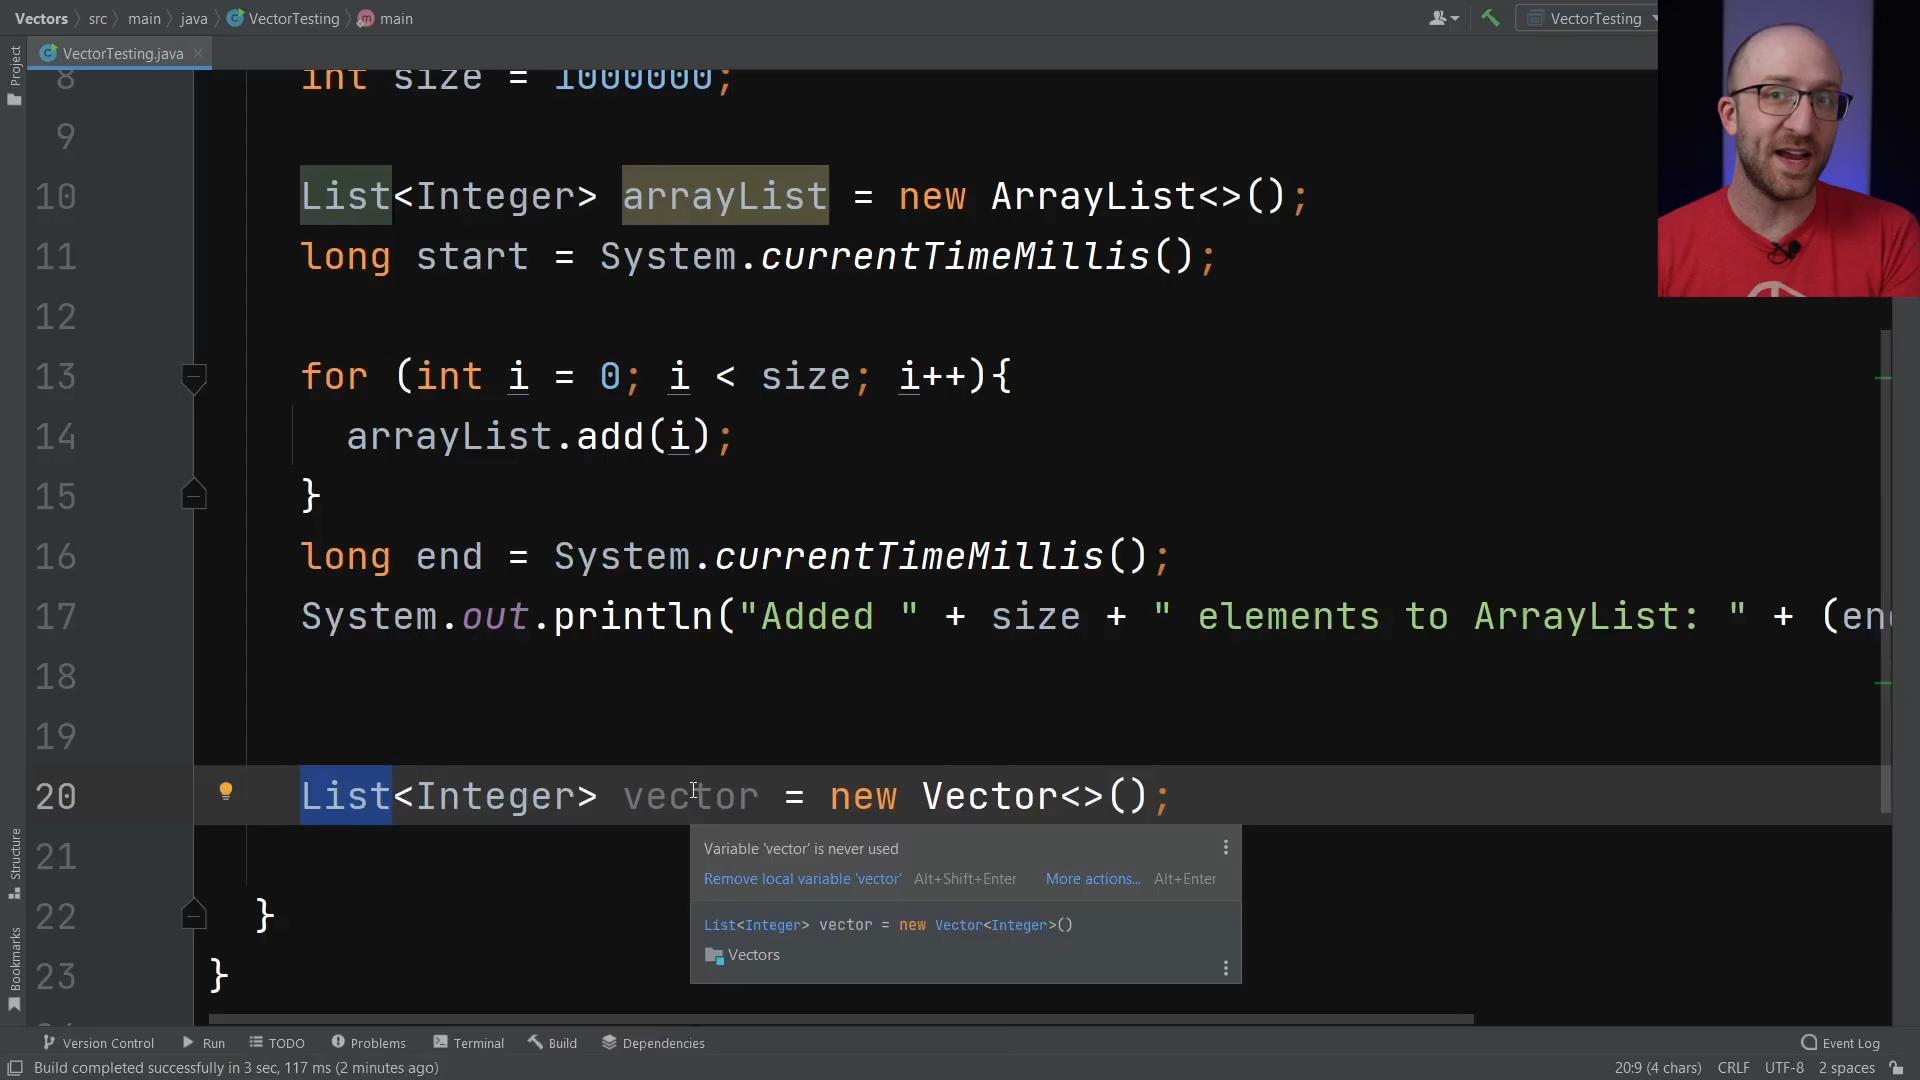 Vectors src main java VectorTesting main
VectorTesting
VectorTesting.java
Project
8 int size = 1000000;
9
10 List<Integer> arrayList = new ArrayList<>();
11 long start = System.currentTimeMillis();
12
13 for (int i = 0; i < size; i++){
14 arrayList.add(i);
15 }
16 long end = System.currentTimeMillis();
17 System.out.println("Added " + size + " elements to ArrayList: " + (end
18
19
20 List<Integer> vector = new Vector<>();
21
Variable 'vector' is never used
Remove local variable 'vector' Alt+Shift+Enter More actions... Alt+Enter
List<Integer> vector = new Vector<Integer>()
Vectors
22 }
23 }
Structure
Bookmarks
Version Control Run TODO Problems Terminal Build Dependencies Event Log
Build completed successfully in 3 sec, 117 ms (2 minutes ago) 20:9 (4 chars) CRLF UTF-8 2 spaces